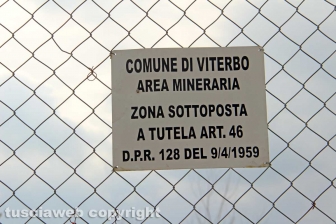 COMUNE DI VITERBO
AREA MINERARIA
ZONA SOTTOPOSTA
A TUTELA ART. 46
D.P.R. 128 DEL 9/4/1959
tusciaweb copyright